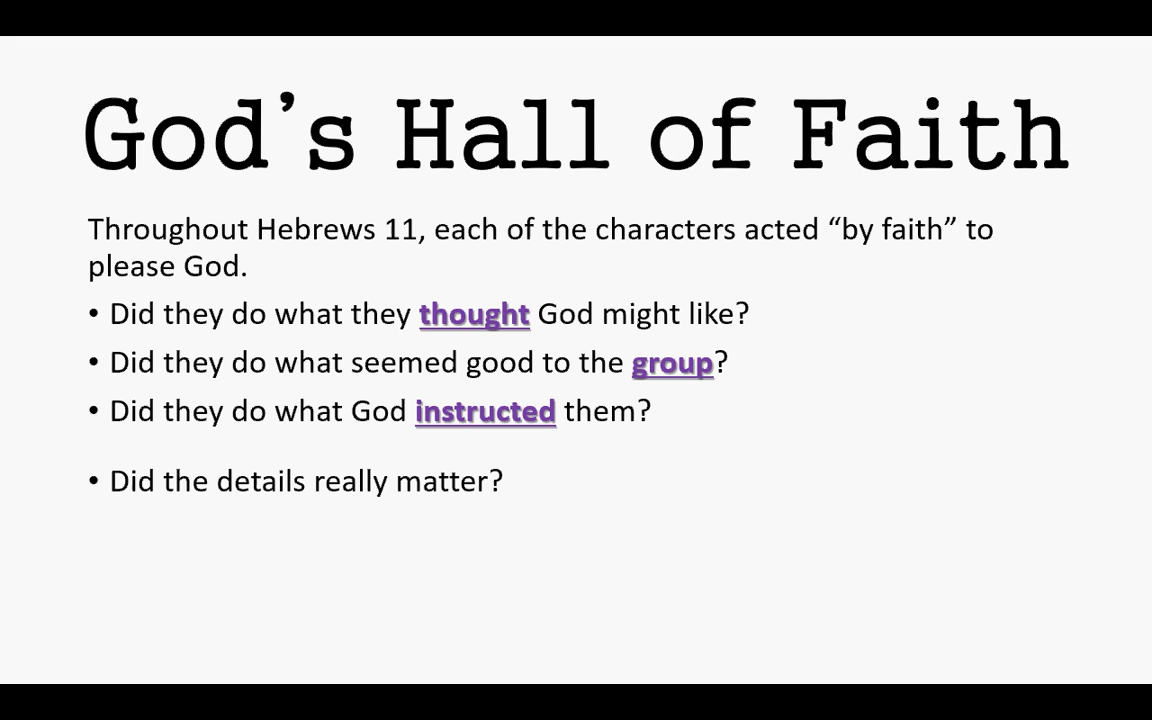 God’s Hall of Faith
Throughout Hebrews 11, each of the characters acted “by faith” to
please God.
• Did they do what they thought God might like?
• Did they do what seemed good to the group?
• Did they do what God instructed them?
• Did the details really matter?